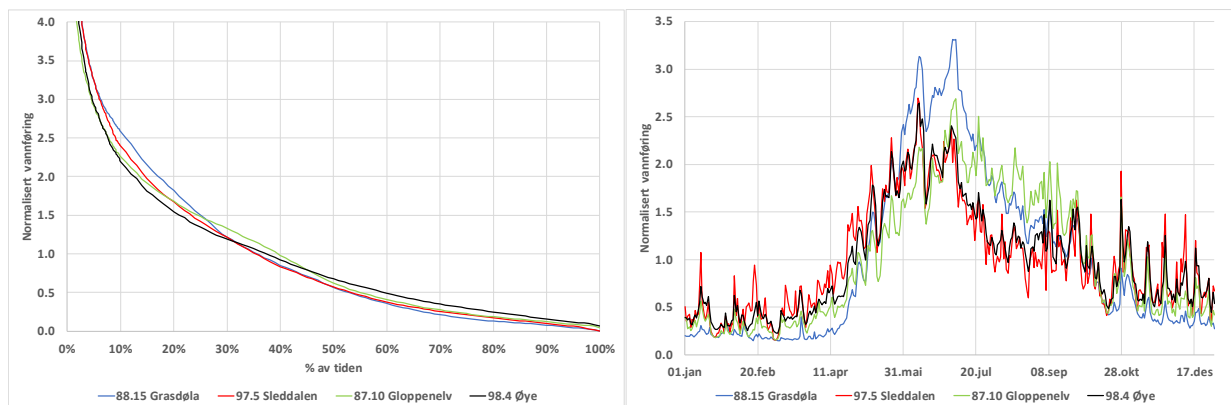 4.0
3.5
3.0
2.5
2.0
1.5
1.0
0.5
0.0
Normalisert vannføring
0% 10% 20% 30% 40% 50% 60% 70% 80% 90% 100%
% av tiden
88.15 Grasdøla 97.5 Sleddalen 87.10 Gloppenelv 98.4 Øye
3.5
3.0
2.5
2.0
1.5
1.0
0.5
0.0
Normalisert vannføring
01.jan 20.feb 11.apr 31.mai 20.jul 08.sep 28.okt 17.des
88.15 Grasdøla 97.5 Sleddalen 87.10 Gloppenelv 98.4 Øye